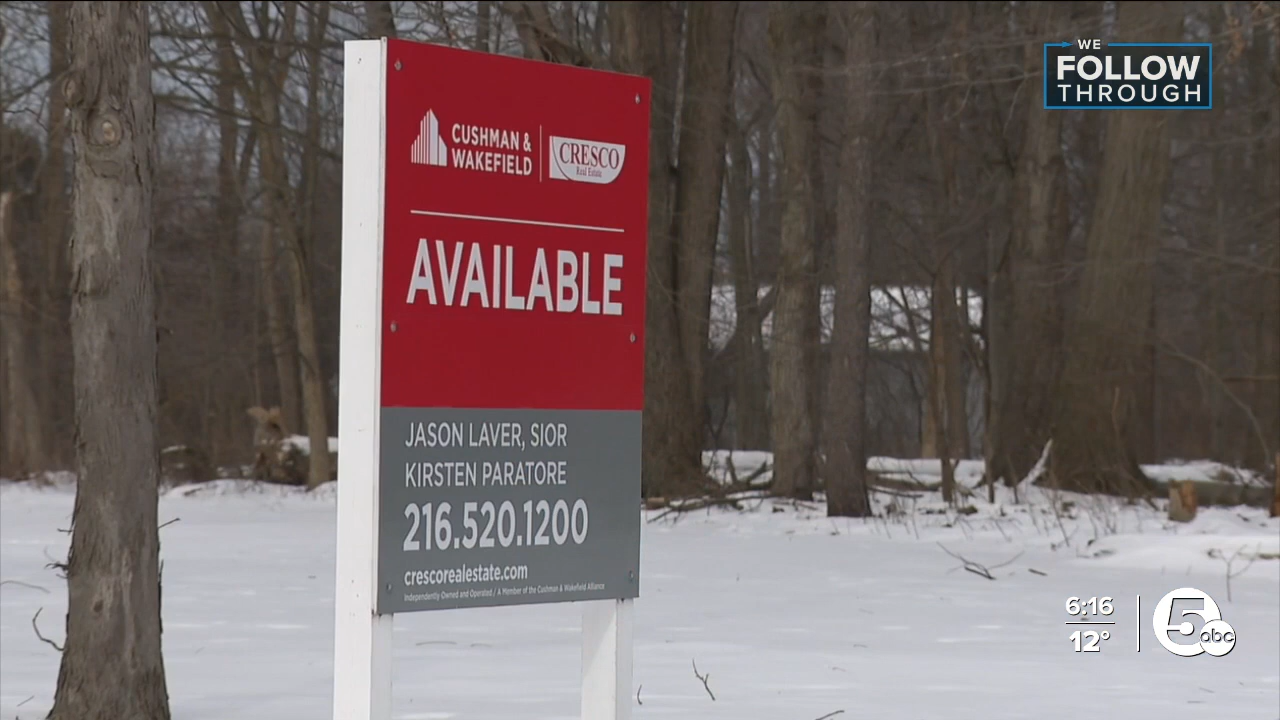 WE
FOLLOW
THROUGH
CUSHMAN &
WAKEFIELD
CRESCO
Real Estate
AVAILABLE
JASON LAVER, SIOR
KIRSTEN PARATORE
216.520.1200
crescorealestate.com
Independently Owned and Operated / A Member of the Cushman & Wakefield Alliance
6:16
12°
5
abc